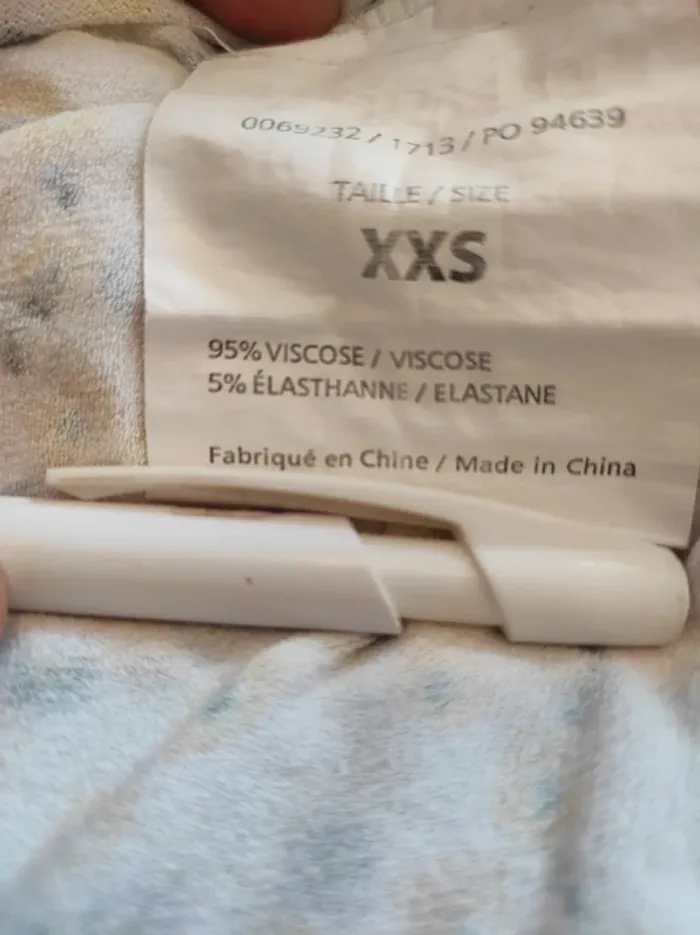 0069232 / 1713 / PO 94639
TAILLE / SIZE
XXS
95% VISCOSE / VISCOSE
5% ÉLASTHANNE / ELASTANE
Fabriqué en Chine / Made in China